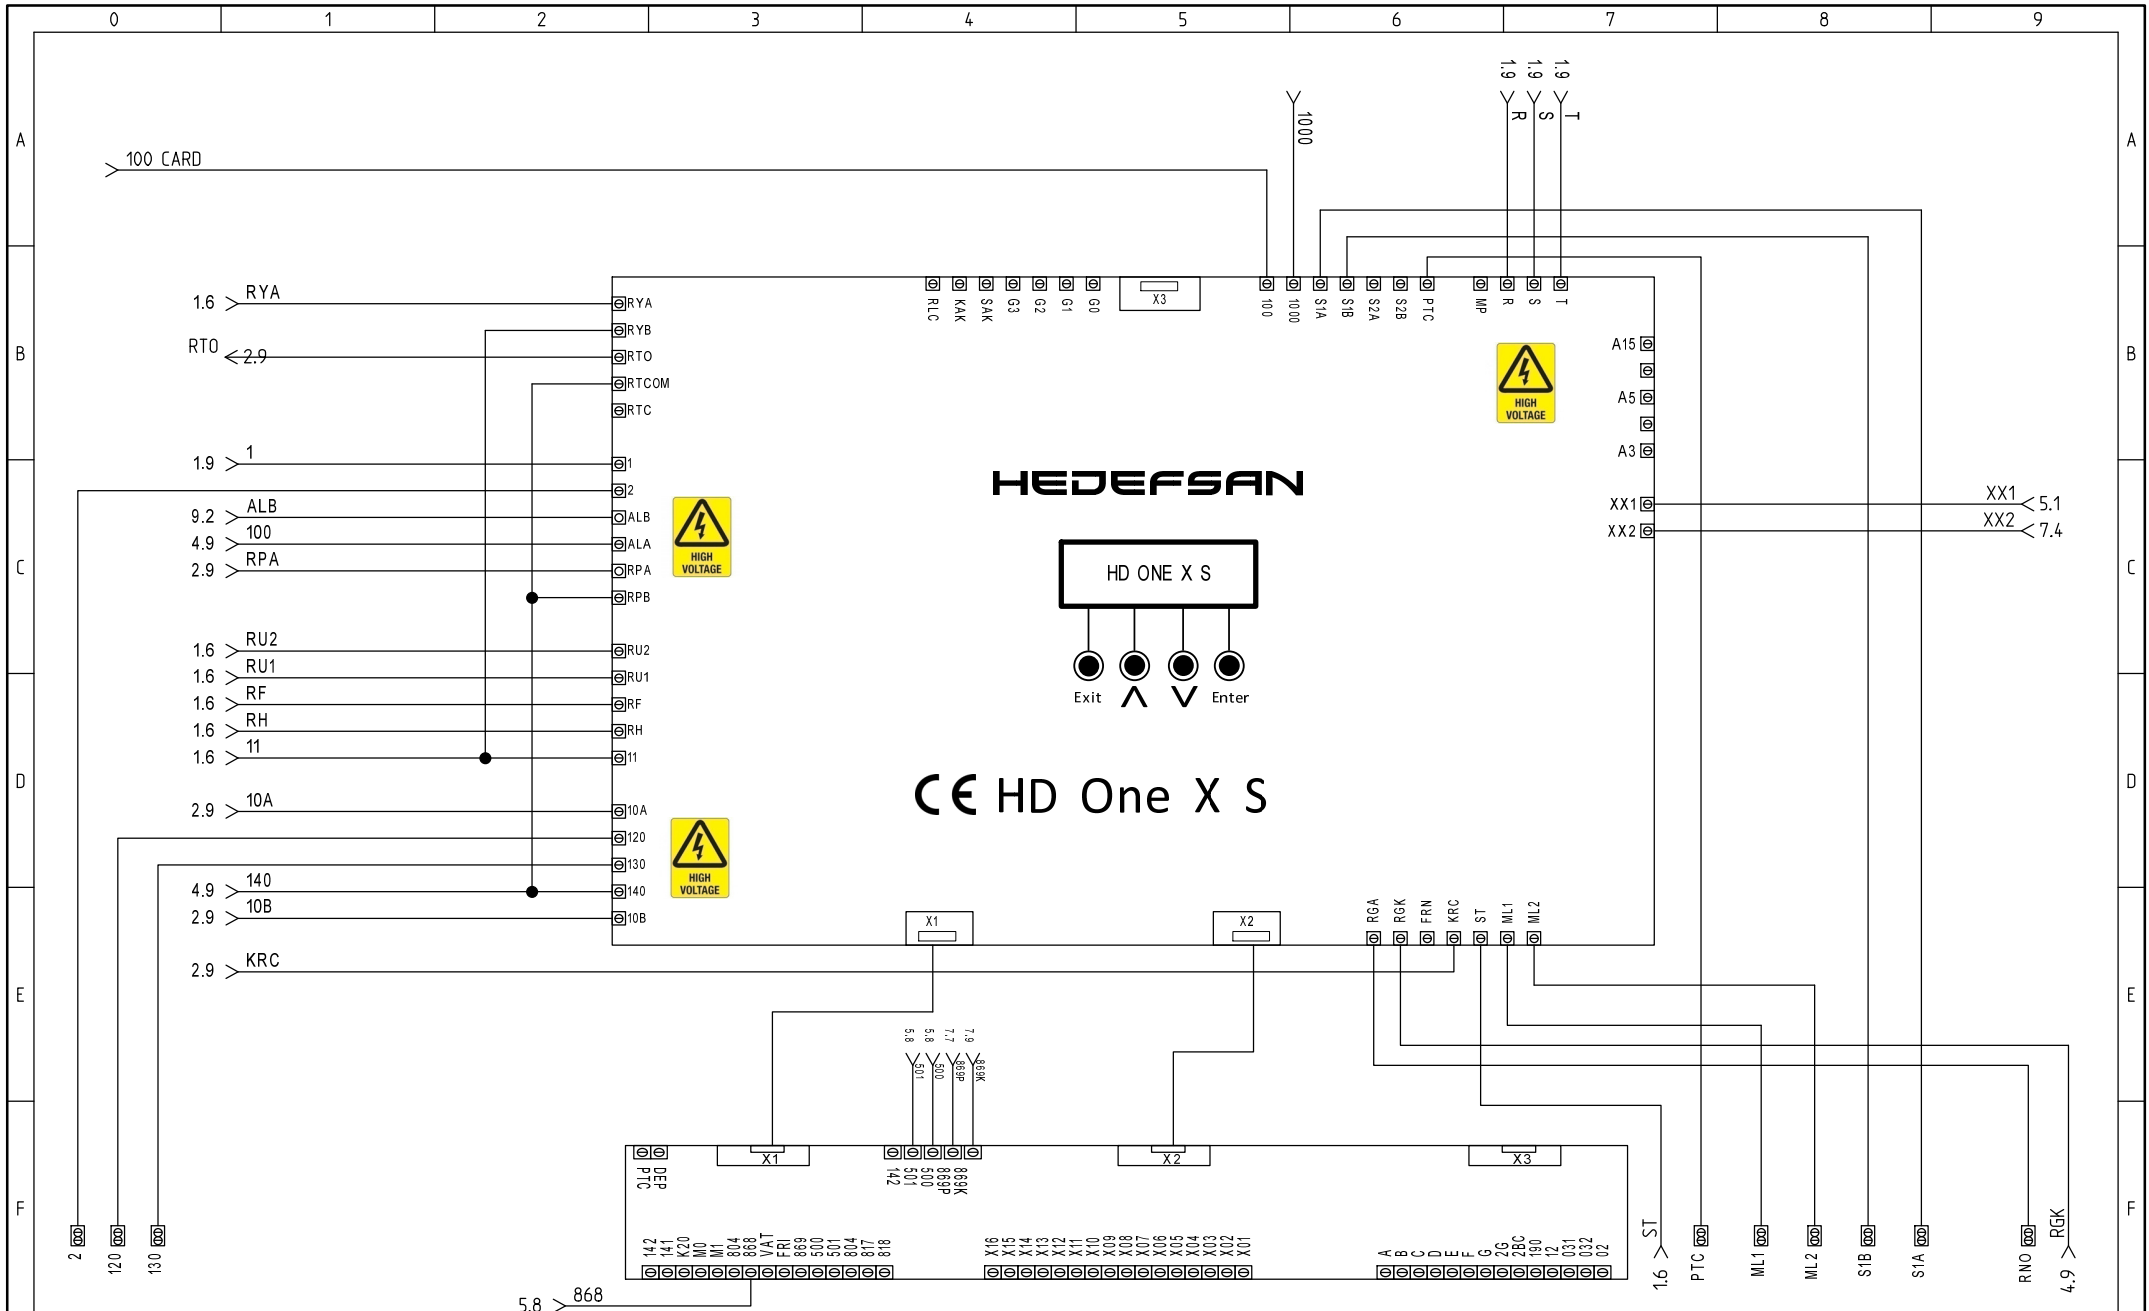 0 1 2 3 4 5 6 7 8 9
A A
B B
C C
D D
E E
F F
1.9 1.9 1.9
R S T
1000
100 CARD
RLC KAK SAK G3 G2 G1 G0 X3 100 1000 S1A S1B S2A S2B PTC MP R S T
1.6 RYA RYA
RYB
RTO 2.9 RTO
RTCOM
RTC
1.9 1 1
2
9.2 ALB ALB
4.9 100 ALA
2.9 RPA RPA
RPB
1.6 RU2 RU2
1.6 RU1 RU1
1.6 RF RF
1.6 RH RH
1.6 11 11
2.9 10A 10A
120
130
4.9 140 140
2.9 10B 10B
2.9 KRC
HIGH
VOLTAGE
HIGH
VOLTAGE
HIGH
VOLTAGE
A15
A5
A3
XX1 XX1 5.1
XX2 XX2 7.4
HEDEFSAN
HD ONE X S
Exit Enter
CE HD One X S
X1 X2 RGA RGK FRN KRC ST ML1 ML2
5.8 5.8 7.7 7.9
501 500 869P 869K
PTC DEP X1 142 501 500 869P 869K X2 X3
142 141 K20 M0 M1 804 868 VAT FRI 869 500 501 804 817 818
X16 X15 X14 X13 X12 X11 X10 X09 X08 X07 X06 X05 X04 X03 X02 X01
A B C D E F G 2G 2BC 190 12 031 032 02
5.8 868
2 120 130
ST 1.6 PTC ML1 ML2 S1B S1A RNO RGK 4.9